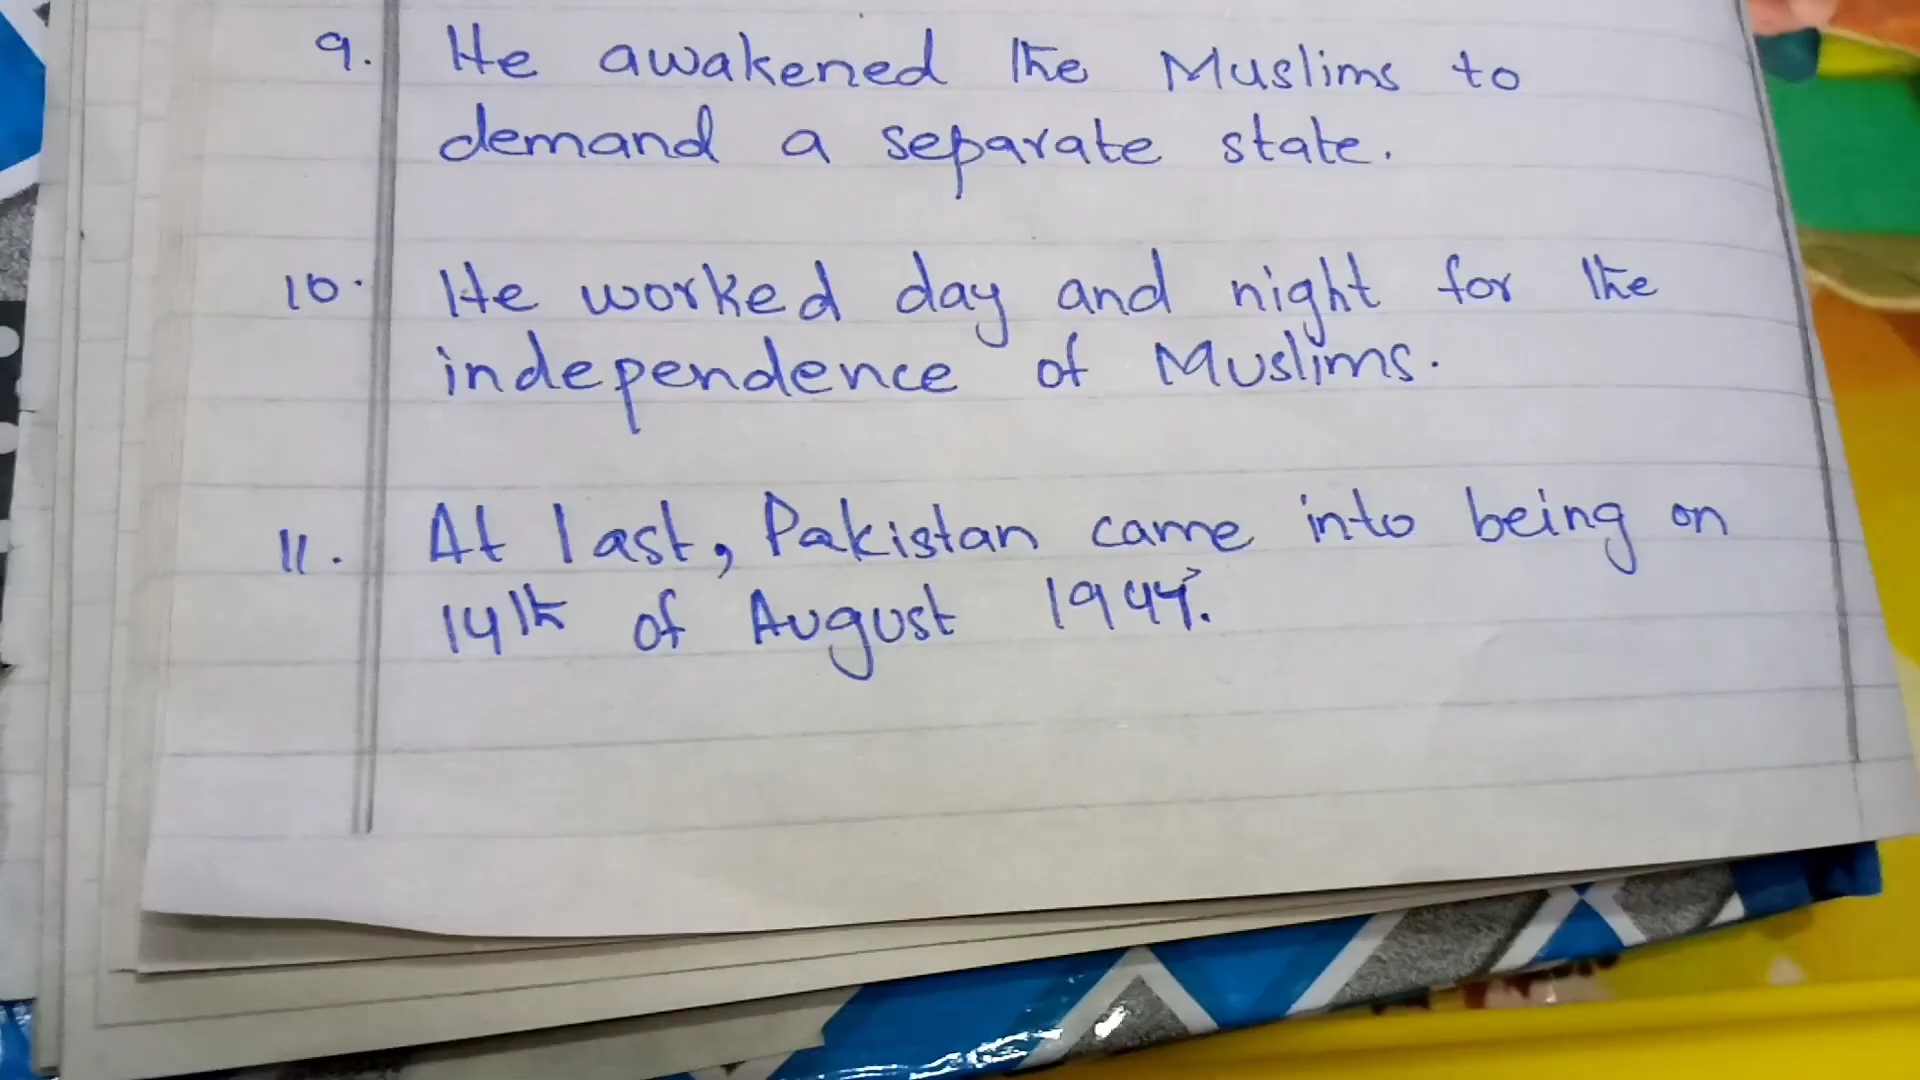 9. He awakened the Muslims to
demand a separate state.
10. He worked day and night for the
independence of Muslims.
11. At last, Pakistan came into being on
14th of August 1947.